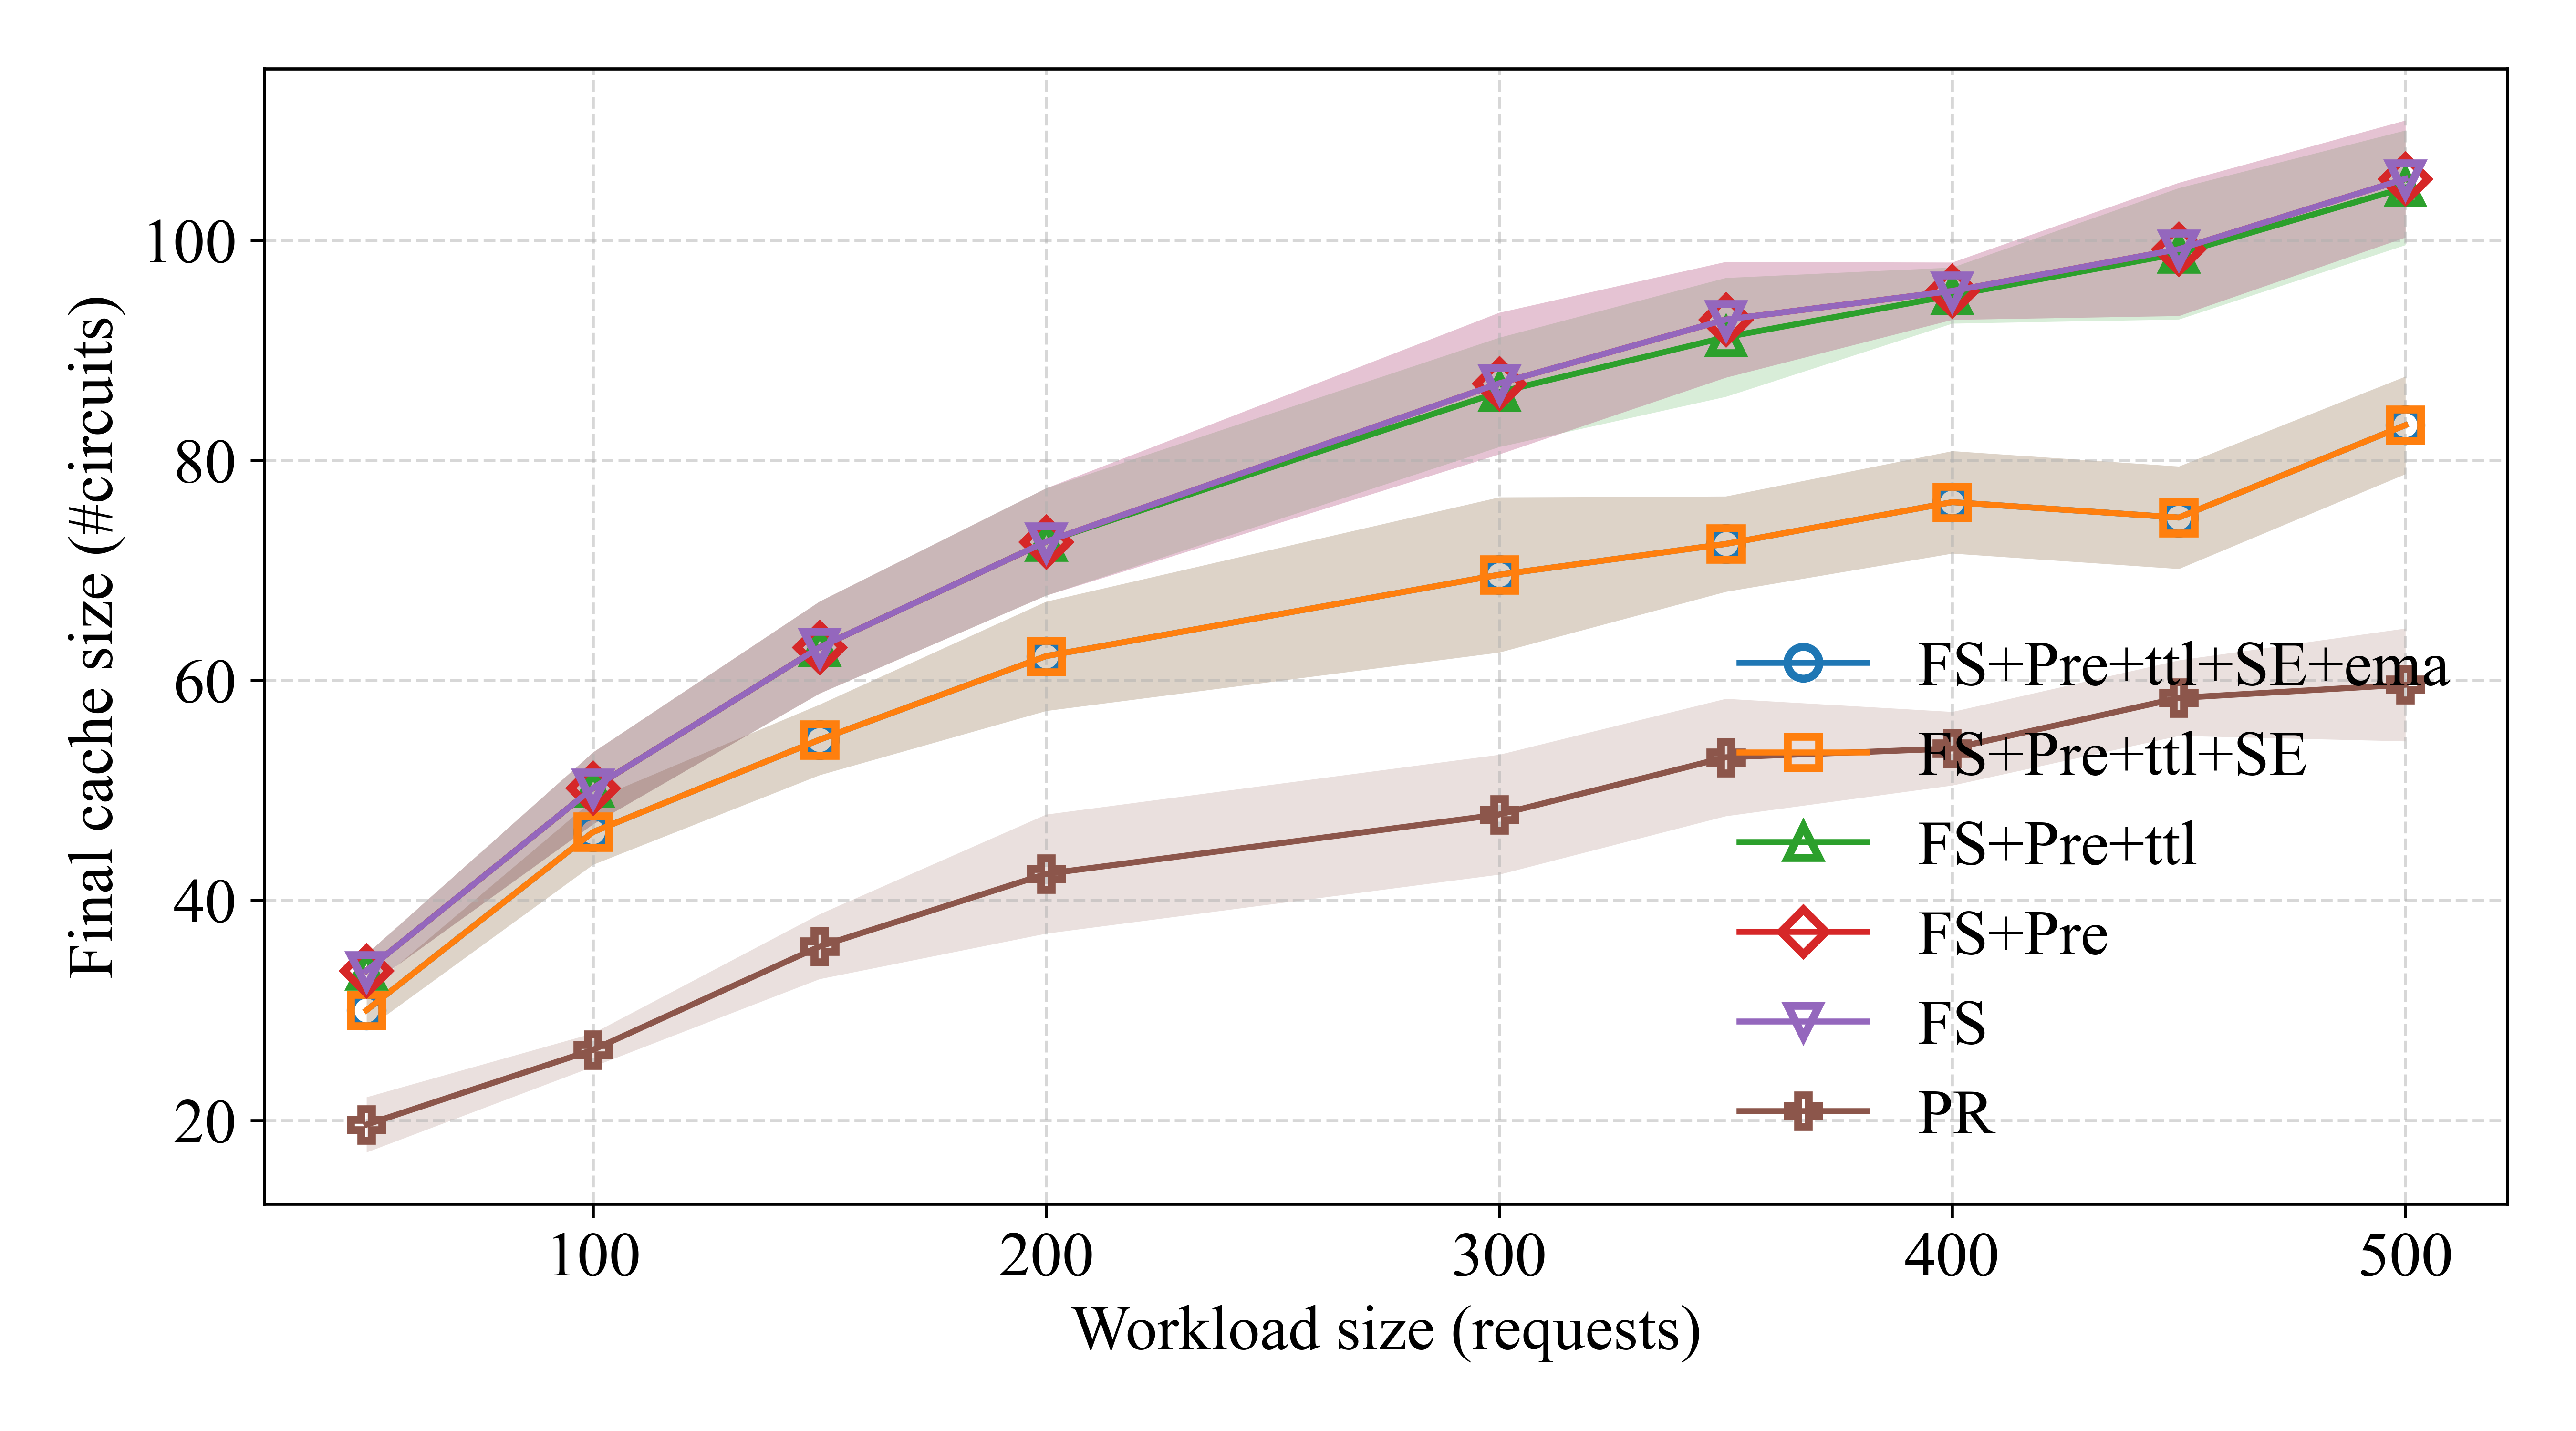 Final cache size (#circuits)
100
80
60
40
20
FS+Pre+ttl+SE+ema
FS+Pre+ttl+SE
FS+Pre+ttl
FS+Pre
FS
PR
100
200
300
400
500
Workload size (requests)